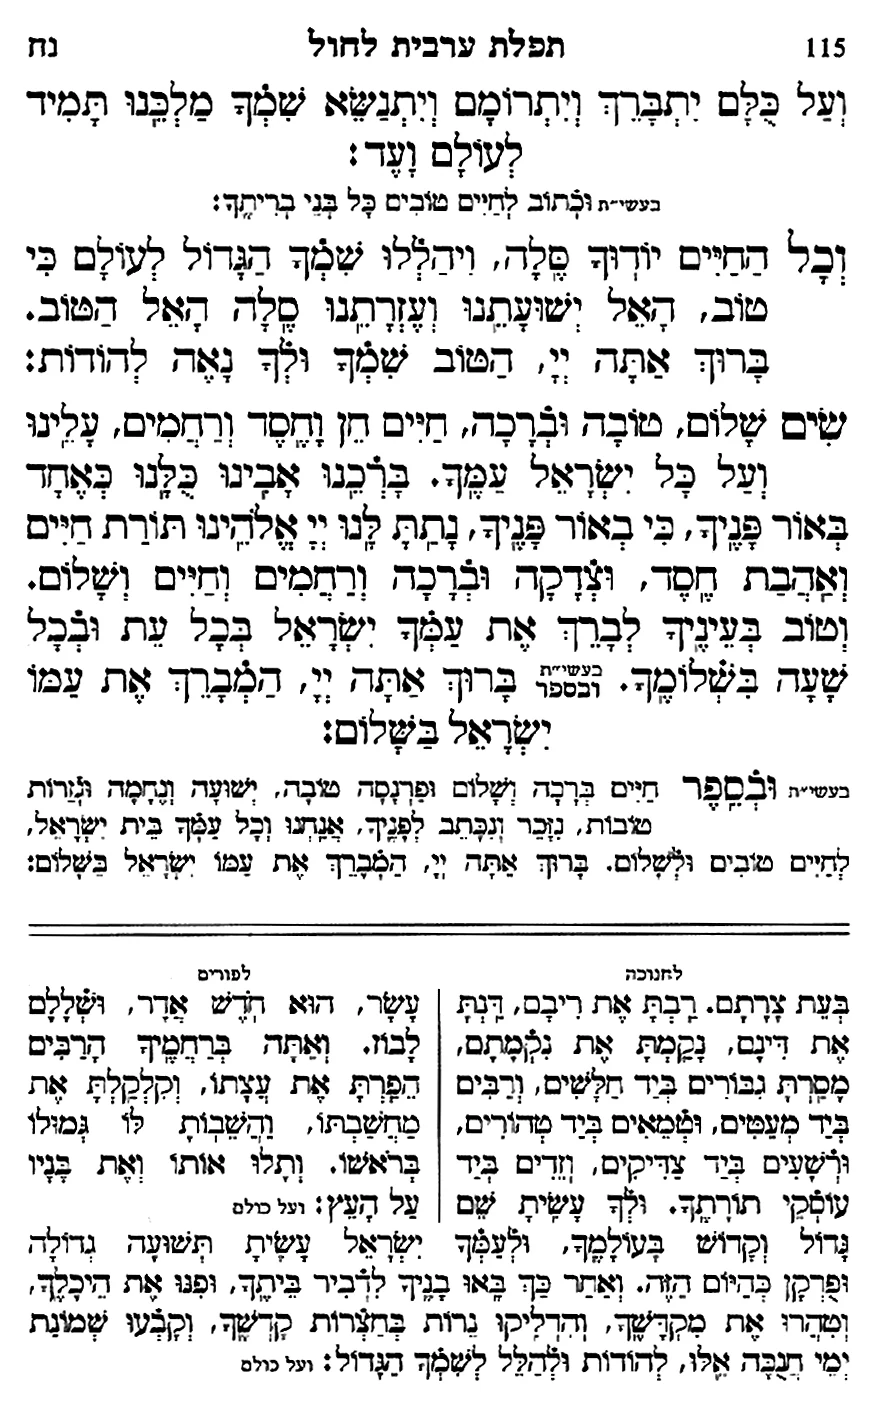 115 תפלת ערבית לחול נח
וְעַל כֻּלָּם יִתְבָּרֵךְ וְיִתְרוֹמָם וְיִתְנַשֵּׂא שִׁמְךָ מַלְכֵּנוּ תָּמִיד
לְעוֹלָם וָעֶד:
בעשי״ת וּכְתוֹב לְחַיִּים טוֹבִים כָּל בְּנֵי בְרִיתֶךָ:
וְכָל הַחַיִּים יוֹדוּךָ סֶּלָה, וִיהַלְלוּ שִׁמְךָ הַגָּדוֹל לְעוֹלָם כִּי
טוֹב, הָאֵל יְשׁוּעָתֵנוּ וְעֶזְרָתֵנוּ סֶלָה הָאֵל הַטּוֹב.
בָּרוּךְ אַתָּה יְיָ, הַטּוֹב שִׁמְךָ וּלְךָ נָאֶה לְהוֹדוֹת:
שִׂים שָׁלוֹם, טוֹבָה וּבְרָכָה, חַיִּים חֵן וָחֶסֶד וְרַחֲמִים, עָלֵינוּ
וְעַל כָּל יִשְׂרָאֵל עַמֶּךָ. בָּרְכֵנוּ אָבִינוּ כֻּלָּנוּ כְּאֶחָד
בְּאוֹר פָּנֶיךָ, כִּי בְאוֹר פָּנֶיךָ, נָתַתָּ לָּנוּ יְיָ אֱלֹהֵינוּ תּוֹרַת חַיִּים
וְאַהֲבַת חֶסֶד, וּצְדָקָה וּבְרָכָה וְרַחֲמִים וְחַיִּים וְשָׁלוֹם.
וְטוֹב בְּעֵינֶיךָ לְבָרֵךְ אֶת עַמְּךָ יִשְׂרָאֵל בְּכָל עֵת וּבְכָל
שָׁעָה בִּשְׁלוֹמֶךָ. בעשי״ת ובספר בָּרוּךְ אַתָּה יְיָ, הַמְבָרֵךְ אֶת עַמּוֹ
יִשְׂרָאֵל בַּשָּׁלוֹם:
בעשי״ת וּבְסֵפֶר חַיִּים בְּרָכָה וְשָׁלוֹם וּפַרְנָסָה טוֹבָה, יְשׁוּעָה וְנֶחָמָה וּגְזֵרוֹת
טוֹבוֹת, נִזָּכֵר וְנִכָּתֵב לְפָנֶיךָ, אֲנַחְנוּ וְכָל עַמְּךָ בֵּית יִשְׂרָאֵל,
לְחַיִּים טוֹבִים וּלְשָׁלוֹם. בָּרוּךְ אַתָּה יְיָ, הַמְבָרֵךְ אֶת עַמּוֹ יִשְׂרָאֵל בַּשָּׁלוֹם:
לחנוכה
בְּעֵת צָרָתָם. רַבְתָּ אֶת רִיבָם, דַּנְתָּ
אֶת דִּינָם, נָקַמְתָּ אֶת נִקְמָתָם,
מָסַרְתָּ גִבּוֹרִים בְּיַד חַלָּשִׁים, וְרַבִּים
בְּיַד מְעַטִּים, וּטְמֵאִים בְּיַד טְהוֹרִים,
וּרְשָׁעִים בְּיַד צַדִּיקִים, וְזֵדִים בְּיַד
עוֹסְקֵי תוֹרָתֶךָ. וּלְךָ עָשִׂיתָ שֵׁם
גָּדוֹל וְקָדוֹשׁ בָּעוֹלָמֶךָ, וּלְעַמְּךָ יִשְׂרָאֵל עָשִׂיתָ תְּשׁוּעָה גְדוֹלָה
וּפֻרְקָן כְּהַיּוֹם הַזֶּה. וְאַחַר כַּךְ בָּאוּ בָנֶיךָ לִדְבִיר בֵּיתֶךָ, וּפִנּוּ אֶת הֵיכָלֶךָ,
וְטִהֲרוּ אֶת מִקְדָּשֶׁךָ, וְהִדְלִיקוּ נֵרוֹת בְּחַצְרוֹת קָדְשֶׁךָ, וְקָבְעוּ שְׁמוֹנַת
יְמֵי חֲנֻכָּה אֵלּוּ, לְהוֹדוֹת וּלְהַלֵּל לְשִׁמְךָ הַגָּדוֹל: ועל כולם
לפורים
עָשָׂר, הוּא חֹדֶשׁ אֲדָר, וּשְׁלָלָם
לָבוֹז. וְאַתָּה בְּרַחֲמֶיךָ הָרַבִּים
הֵפַרְתָּ אֶת עֲצָתוֹ, וְקִלְקַלְתָּ אֶת
מַחֲשַׁבְתּוֹ, וַהֲשֵׁבוֹתָ לּוֹ גְּמוּלוֹ
בְּרֹאשׁוֹ. וְתָלוּ אוֹתוֹ וְאֶת בָּנָיו
עַל הָעֵץ: ועל כולם